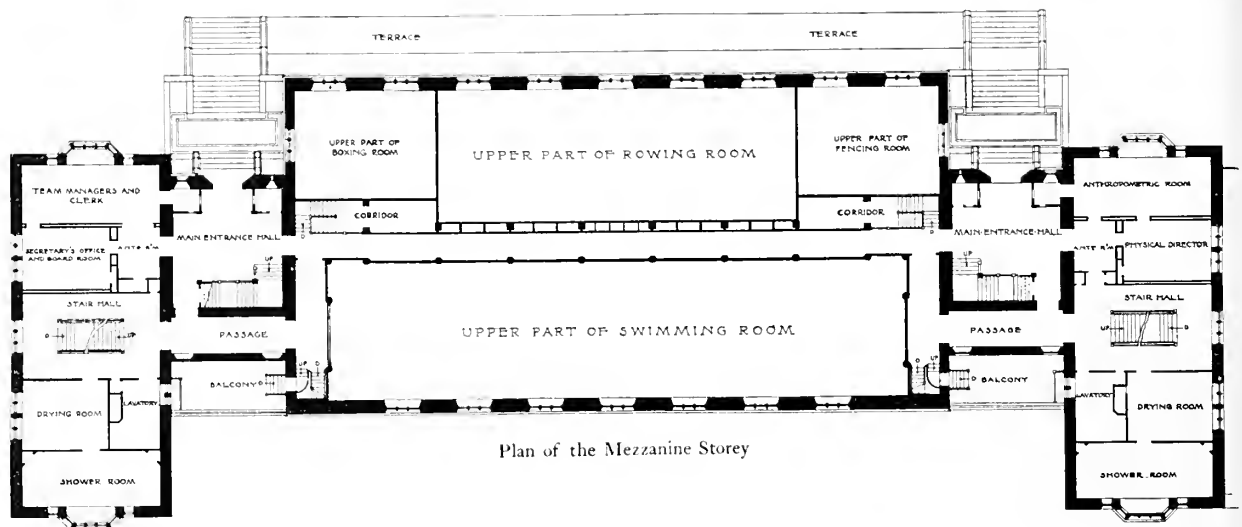 TERRACE
TERRACE
UPPER PART OF
BOXING ROOM
UPPER PART OF ROWING ROOM
UPPER PART OF
FENCING ROOM
TEAM MANAGERS AND
CLERK
ANTHROPOMETRIC ROOM
CORRIDOR
CORRIDOR
MAIN ENTRANCE HALL
MAIN-ENTRANCE-HALL
D
D
SECRETARY'S OFFICE
AND BOARD ROOM
ANTE R'M
ANTE R'M
PHYSICAL DIRECTOR
UP
UP
STAIR HALL
STAIR HALL
D
UP
PASSAGE
UPPER PART OF SWIMMING ROOM
PASSAGE
UP
D
UP
D
UP
D
BALCONY
D
D
BALCONY
DRYING ROOM
LAVATORY
LAVATORY
DRYING ROOM
Plan of the Mezzanine Storey
SHOWER ROOM
SHOWER ROOM